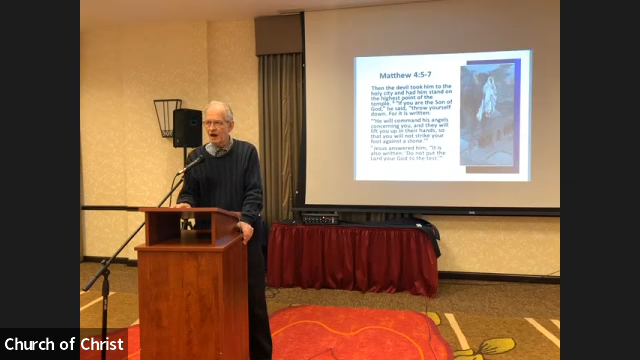 Matthew 4:5-7
Then the devil took him to the
holy city and had him stand on
the highest point of the
temple. ⁶ "If you are the Son of
God," he said, "throw yourself
down. For it is written:
"'He will command his angels
concerning you, and they will
lift you up in their hands, so
that you will not strike your
foot against a stone.'"
⁷ Jesus answered him, "It is
also written: 'Do not put the
Lord your God to the test.'"
Church of Christ